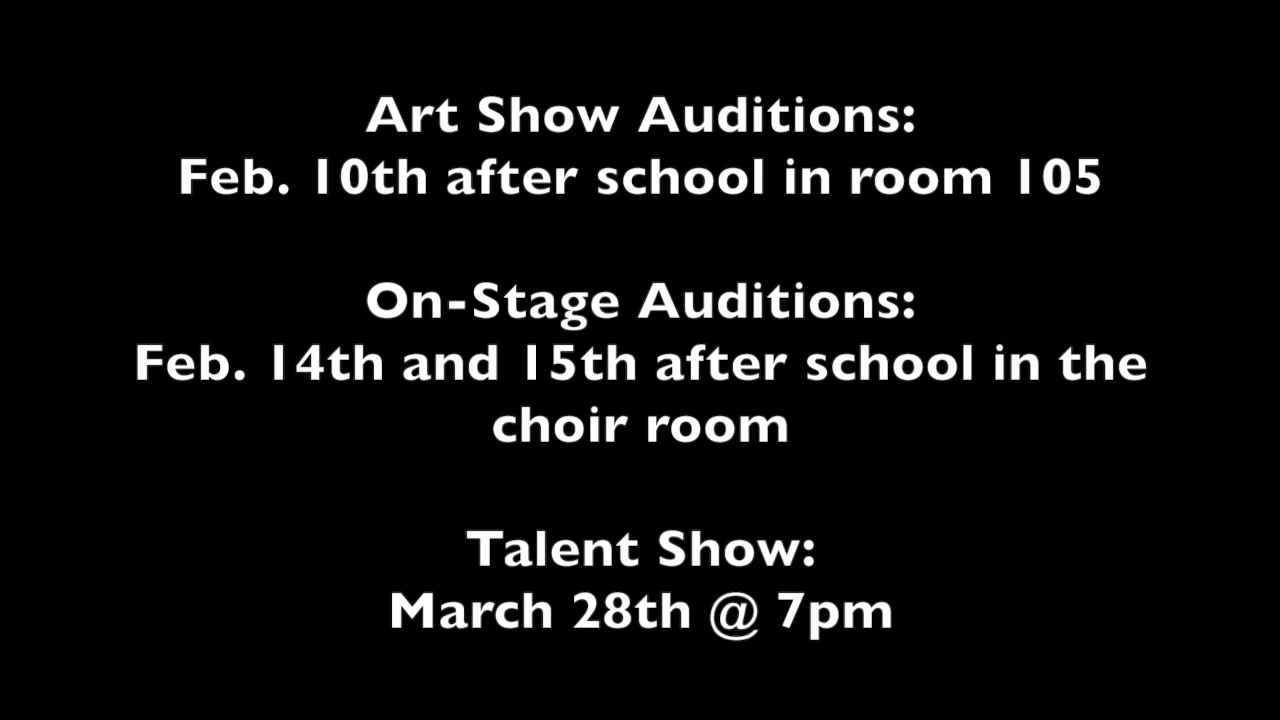 Art Show Auditions:
Feb. 10th after school in room 105
On-Stage Auditions:
Feb. 14th and 15th after school in the
choir room
Talent Show:
March 28th @ 7pm